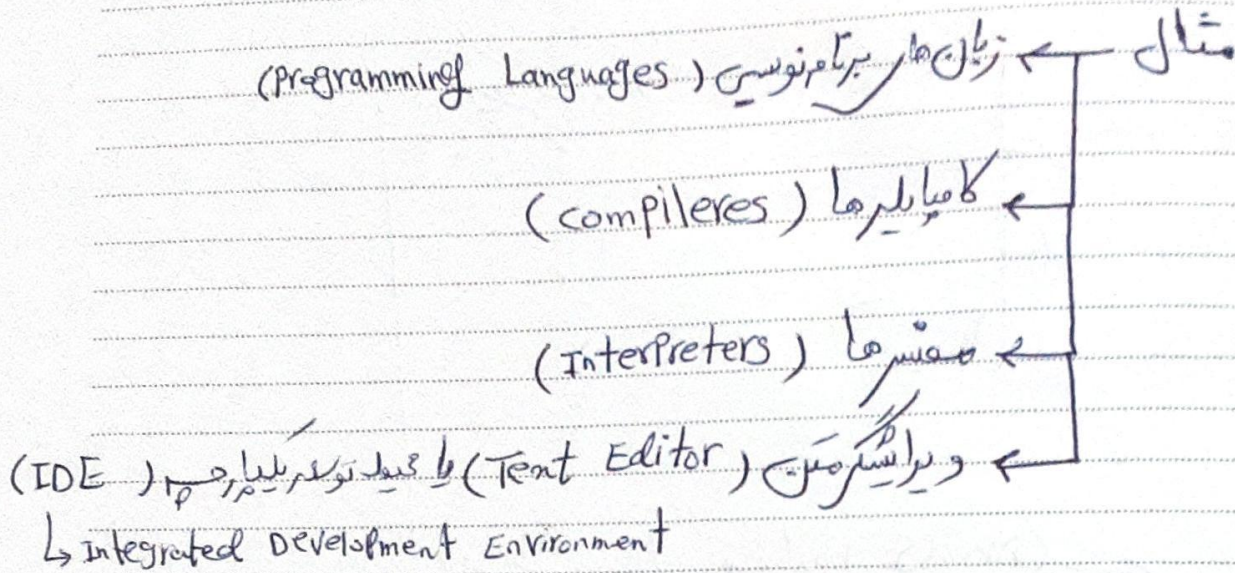 مثال ← زبان‌های برنامه‌نویسی (Programming Languages)
← کامپایلرها (compileres)
← مفسرها (Interpreters)
← ویرایشگر متن (Text Editor) یا محیط توسعه یکپارچه (IDE)
↳ Integrated Development Environment